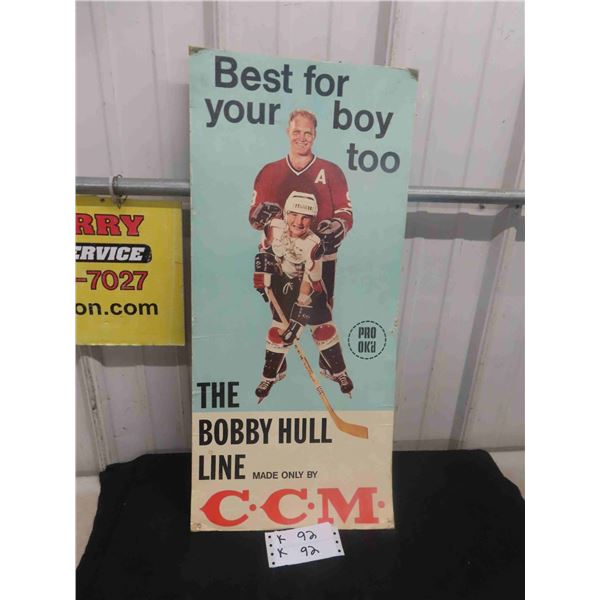 Best for
your boy
too
A
PRO
OKd
THE
BOBBY HULL
LINE MADE ONLY BY
C·C·M·
K 92
K 92
RRY
SERVICE
-7027
on.com